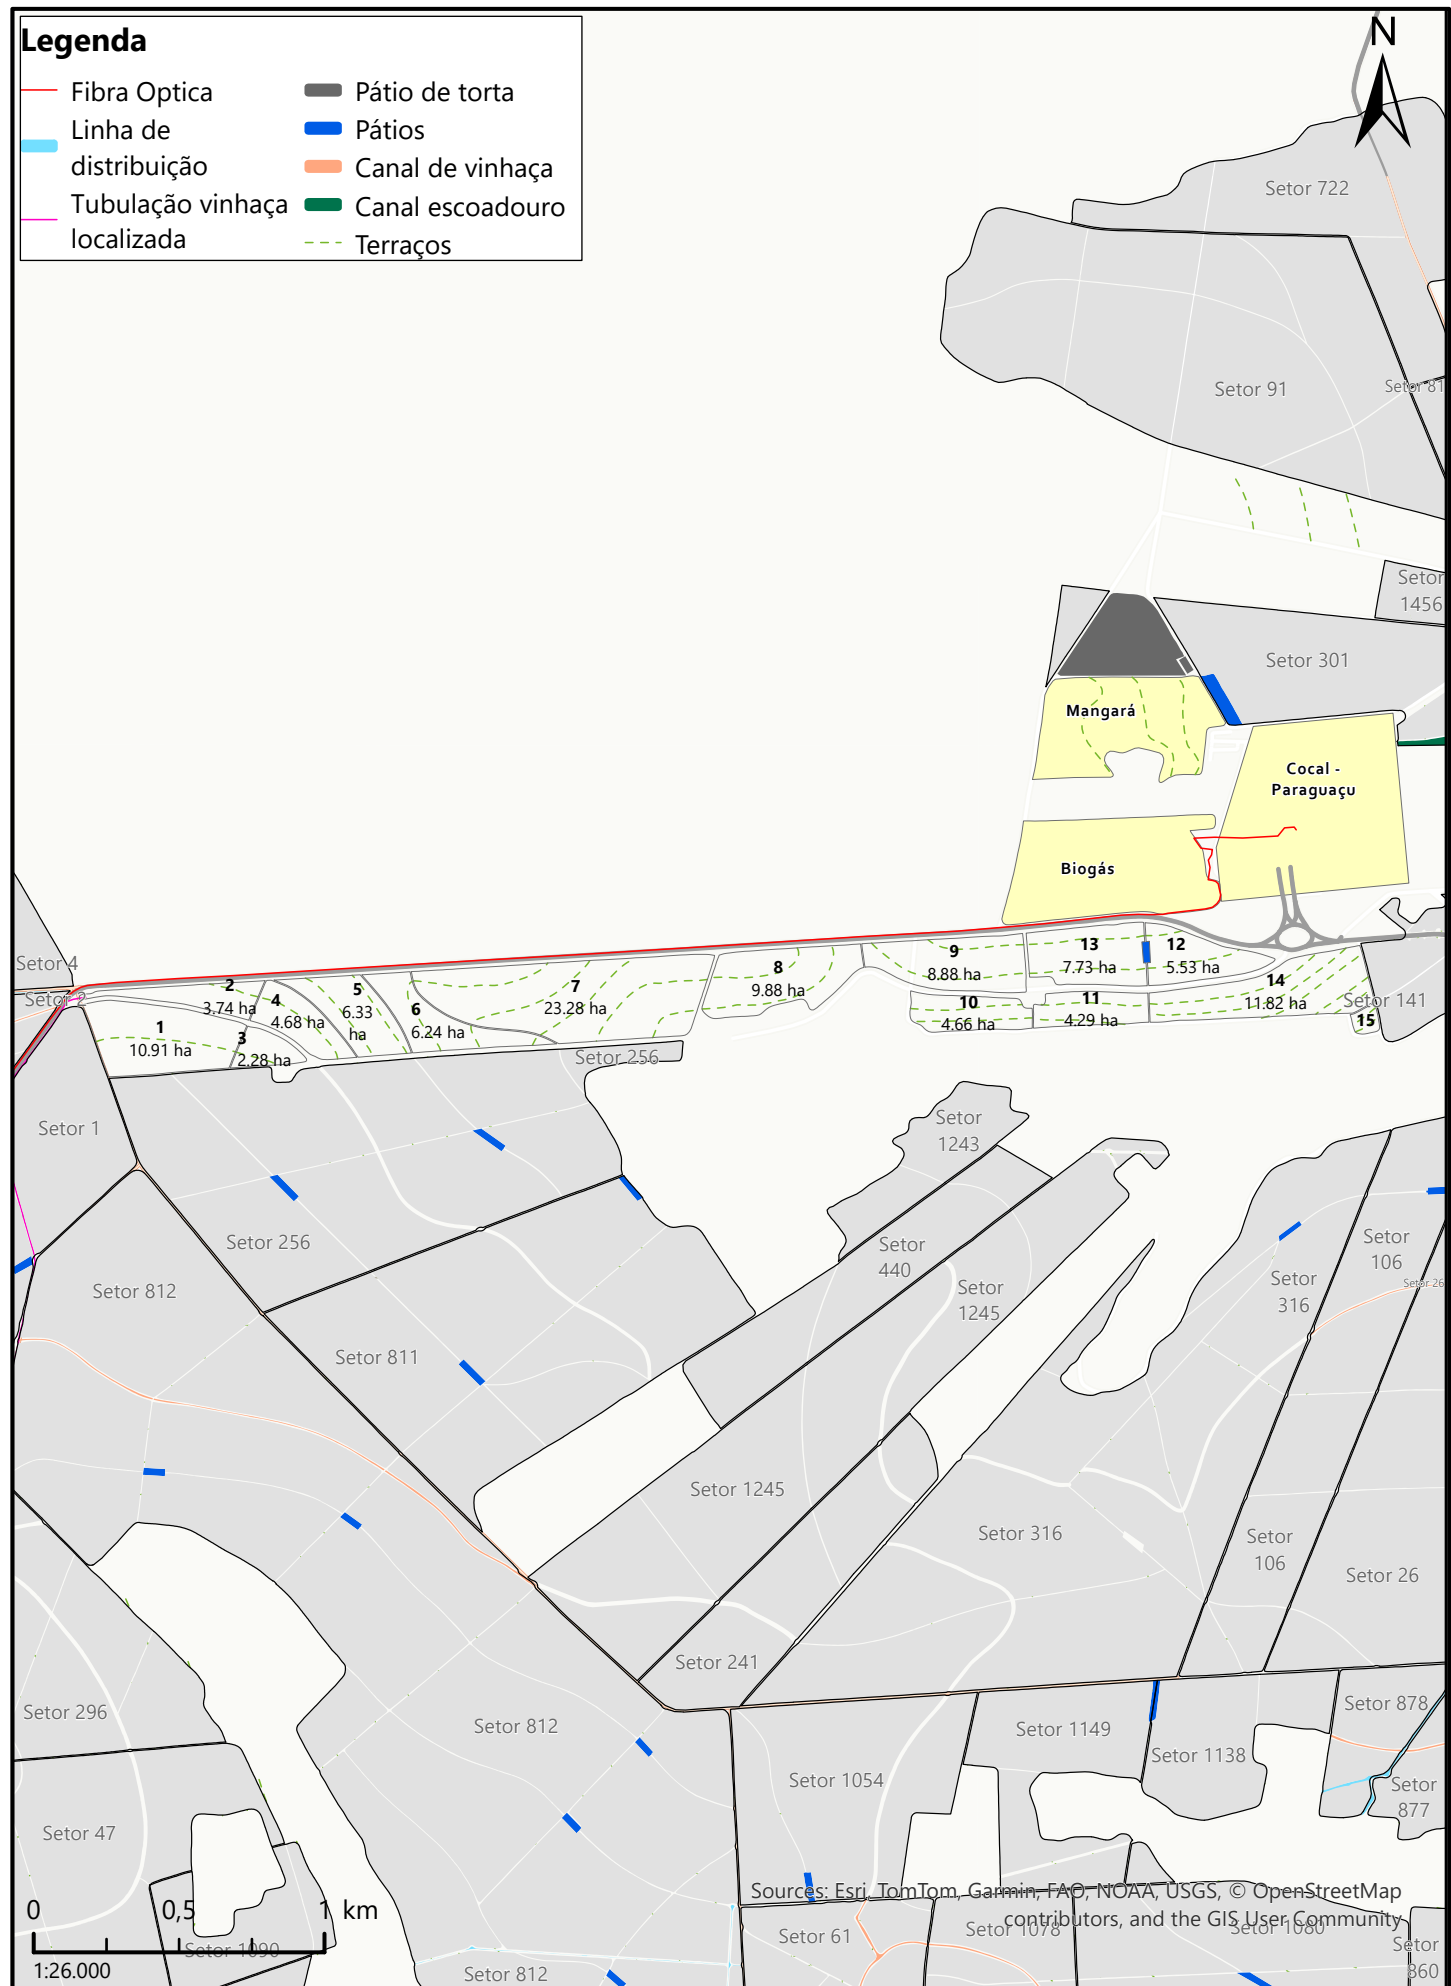 Legenda
Fibra Optica
Linha de
distribuição
Tubulação vinhaça
localizada
Pátio de torta
Pátios
Canal de vinhaça
Canal escoadouro
Terraços
N
Setor 722
Setor 91
Setor 81
Setor
1456
Setor 301
Mangará
Cocal -
Paraguaçu
Biogás
Setor 4
Setor 2
1
10.91 ha
2
3.74 ha
3
2.28 ha
4
4.68 ha
5
6.33
ha
6
6.24 ha
7
23.28 ha
8
9.88 ha
9
8.88 ha
10
4.66 ha
11
4.29 ha
13
7.73 ha
12
5.53 ha
14
11.82 ha
15
Setor 141
Setor 256
Setor 1
Setor
1243
Setor 256
Setor
440
Setor
1245
Setor
106
Setor
316
Setor 26
Setor 812
Setor 811
Setor 1245
Setor 316
Setor
106
Setor 26
Setor 241
Setor 296
Setor 812
Setor 1149
Setor 878
Setor 1138
Setor 1054
Setor
877
Setor 47
Sources: Esri, TomTom, Garmin, FAO, NOAA, USGS, © OpenStreetMap
contributors, and the GIS User Community
0 0,5 1 km
Setor 61
Setor 1078
Setor 1080
Setor 1090
Setor
860
1:26.000
Setor 812